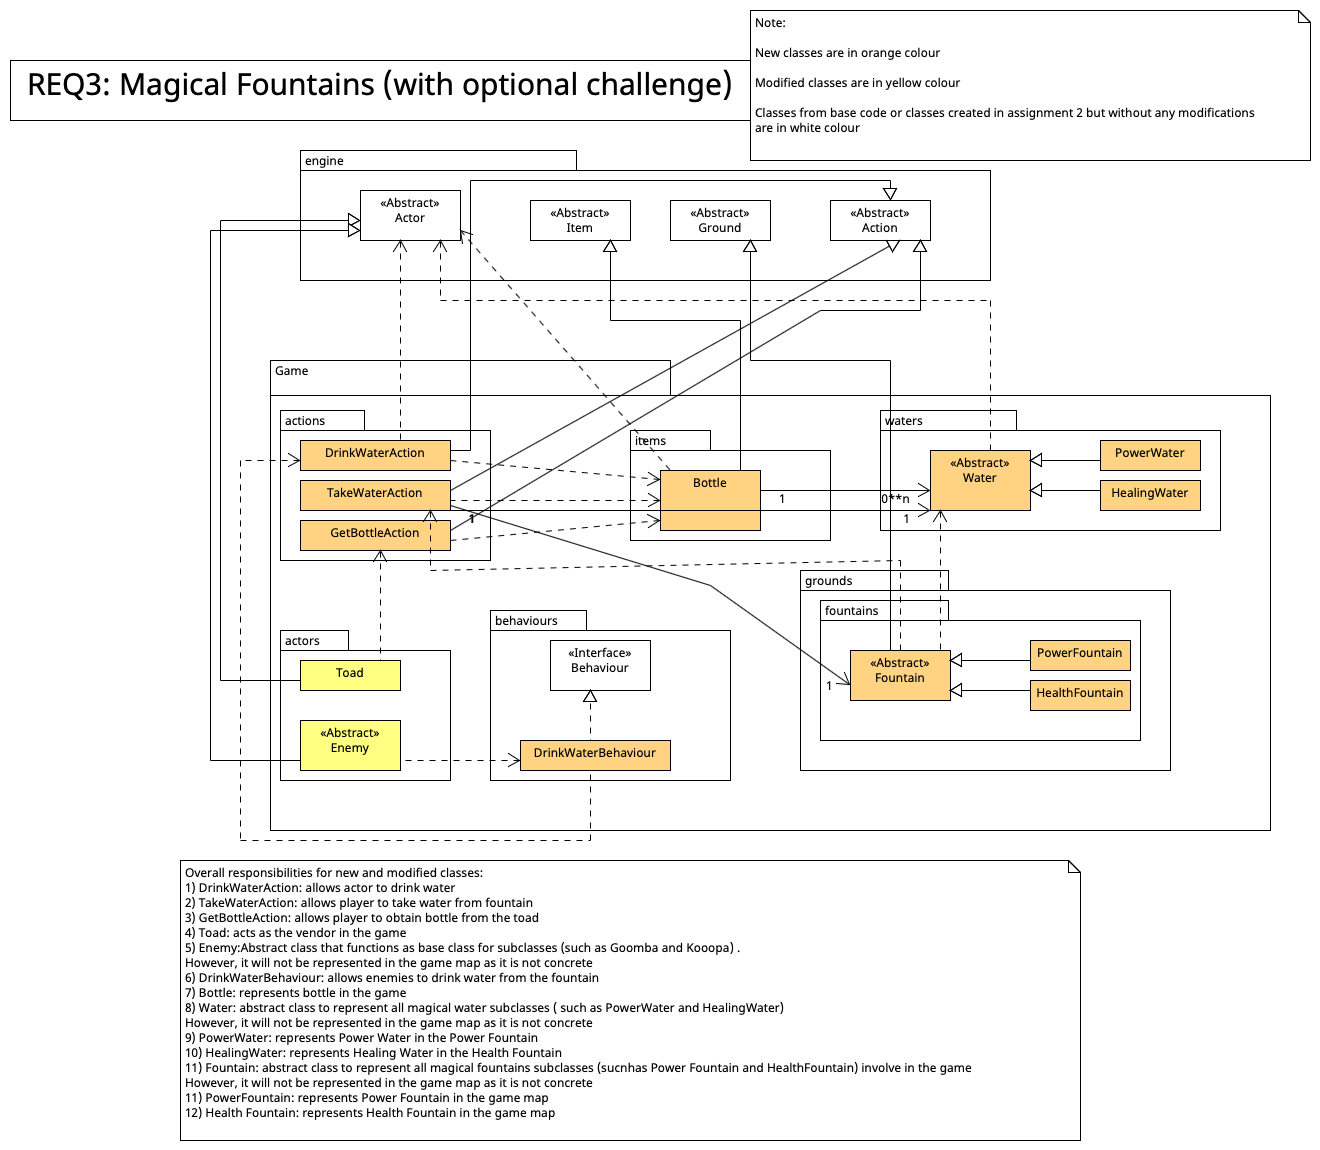 Note:
New classes are in orange colour
Modified classes are in yellow colour
Classes from base code or classes created in assignment 2 but without any modifications
are in white colour
REQ3: Magical Fountains (with optional challenge)
engine
«Abstract»
Actor
«Abstract»
Item
«Abstract»
Ground
«Abstract»
Action
Game
actions
DrinkWaterAction
TakeWaterAction
GetBottleAction
1
items
Bottle
1
0**n
1
waters
«Abstract»
Water
PowerWater
HealingWater
grounds
fountains
«Abstract»
Fountain
1
PowerFountain
HealthFountain
actors
Toad
«Abstract»
Enemy
behaviours
«Interface»
Behaviour
DrinkWaterBehaviour
Overall responsibilities for new and modified classes:
1) DrinkWaterAction: allows actor to drink water
2) TakeWaterAction: allows player to take water from fountain
3) GetBottleAction: allows player to obtain bottle from the toad
4) Toad: acts as the vendor in the game
5) Enemy:Abstract class that functions as base class for subclasses (such as Goomba and Kooopa) .
However, it will not be represented in the game map as it is not concrete
6) DrinkWaterBehaviour: allows enemies to drink water from the fountain
7) Bottle: represents bottle in the game
8) Water: abstract class to represent all magical water subclasses ( such as PowerWater and HealingWater)
However, it will not be represented in the game map as it is not concrete
9) PowerWater: represents Power Water in the Power Fountain
10) HealingWater: represents Healing Water in the Health Fountain
11) Fountain: abstract class to represent all magical fountains subclasses (sucnhas Power Fountain and HealthFountain) involve in the game
However, it will not be represented in the game map as it is not concrete
11) PowerFountain: represents Power Fountain in the game map
12) Health Fountain: represents Health Fountain in the game map